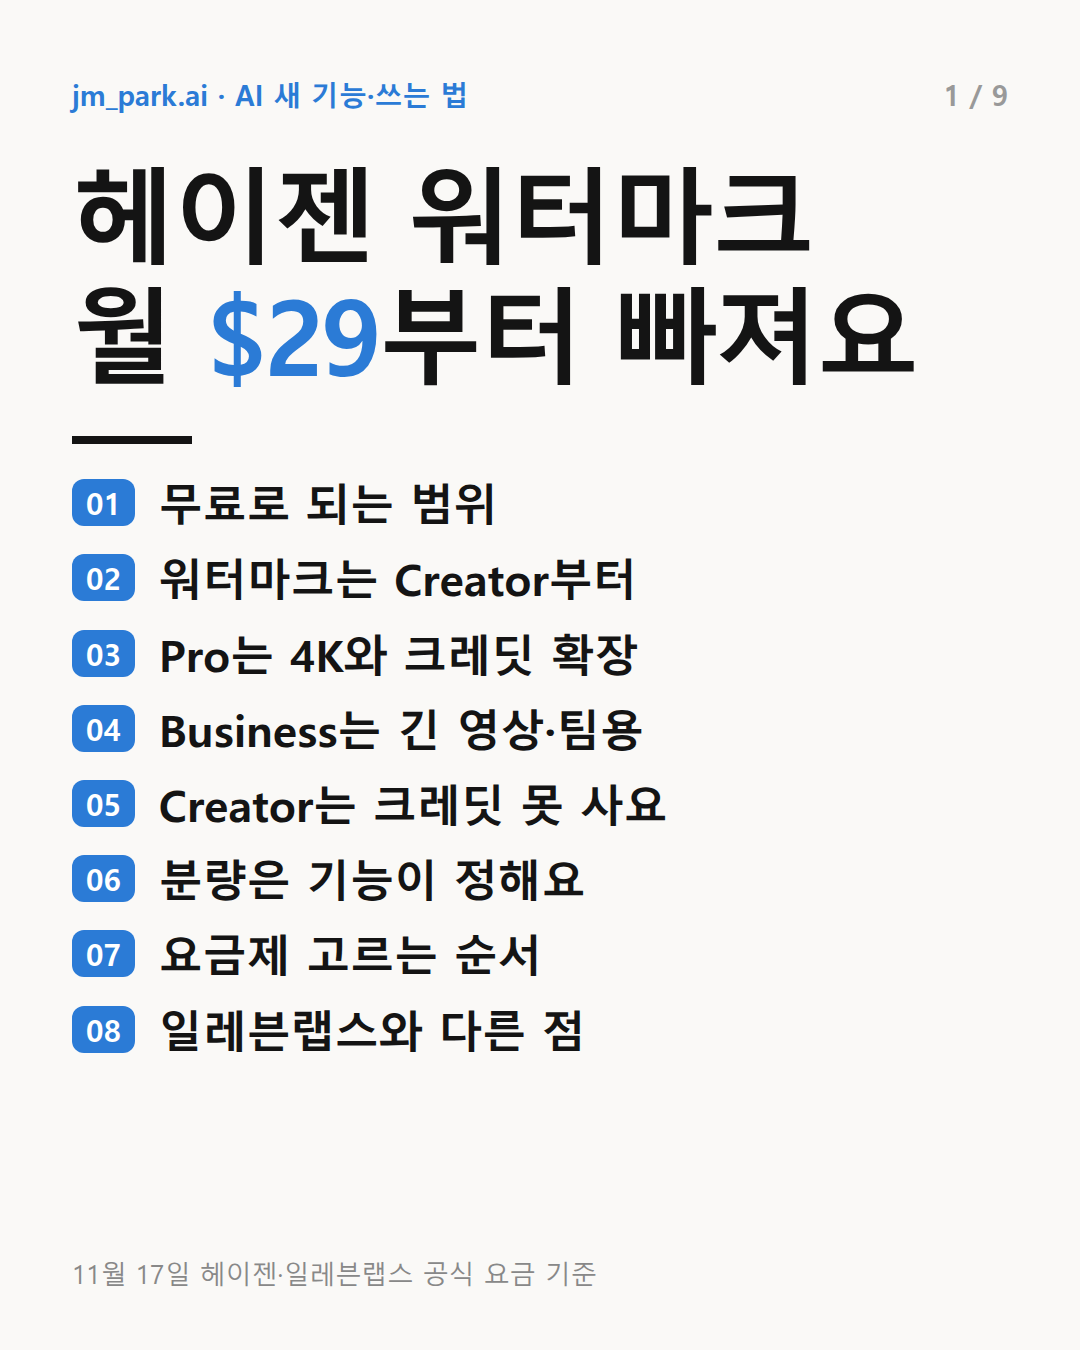 jm_park.ai · AI 새 기능·쓰는 법
1 / 9
헤이젠 워터마크
월 $29부터 빠져요
01 무료로 되는 범위
02 워터마크는 Creator부터
03 Pro는 4K와 크레딧 확장
04 Business는 긴 영상·팀용
05 Creator는 크레딧 못 사요
06 분량은 기능이 정해요
07 요금제 고르는 순서
08 일레븐랩스와 다른 점
11월 17일 헤이젠·일레븐랩스 공식 요금 기준